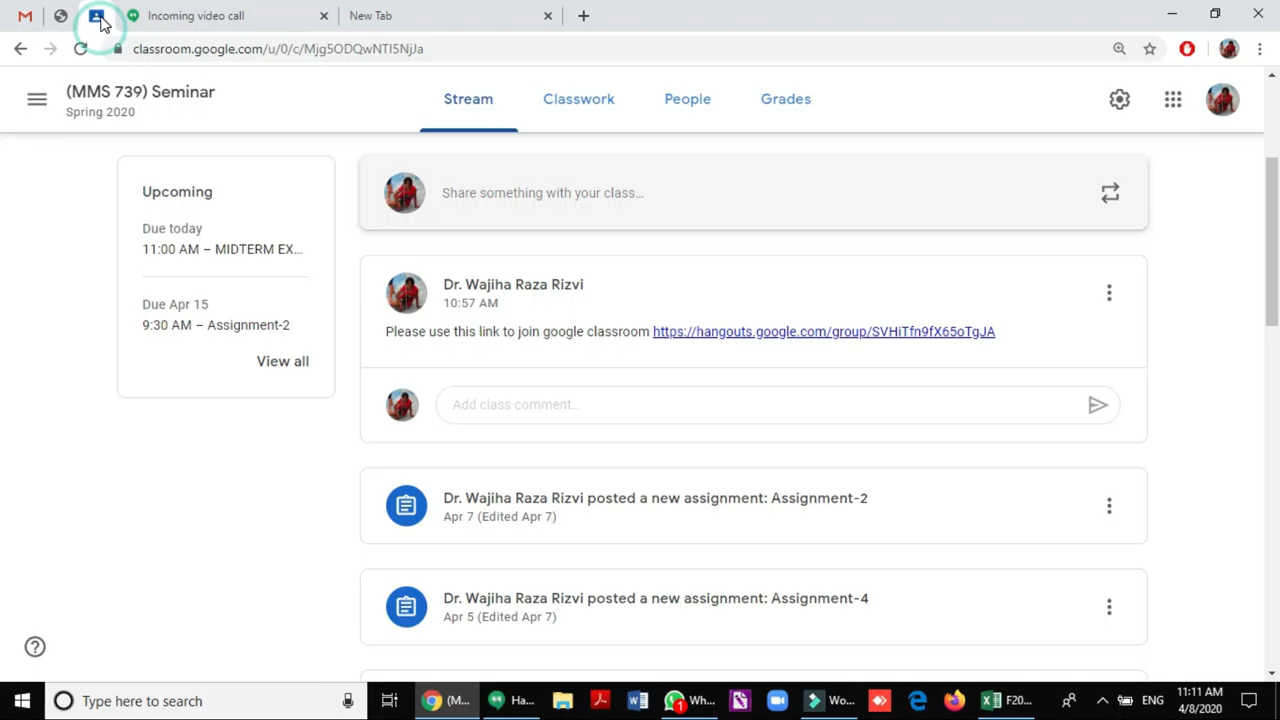 Incoming video call
New Tab
classroom.google.com/u/0/c/Mjg5ODQwNTI5NjJa
(MMS 739) Seminar
Spring 2020
Stream
Classwork
People
Grades
Upcoming
Due today
11:00 AM – MIDTERM EX...
Due Apr 15
9:30 AM – Assignment-2
View all
Share something with your class...
Dr. Wajiha Raza Rizvi
10:57 AM
Please use this link to join google classroom https://hangouts.google.com/group/SVHiTfn9fX65oTgJA
Add class comment...
Dr. Wajiha Raza Rizvi posted a new assignment: Assignment-2
Apr 7 (Edited Apr 7)
Dr. Wajiha Raza Rizvi posted a new assignment: Assignment-4
Apr 5 (Edited Apr 7)
Type here to search
(M...
Ha...
1
Wh...
Wo...
F20...
ENG
11:11 AM
4/8/2020